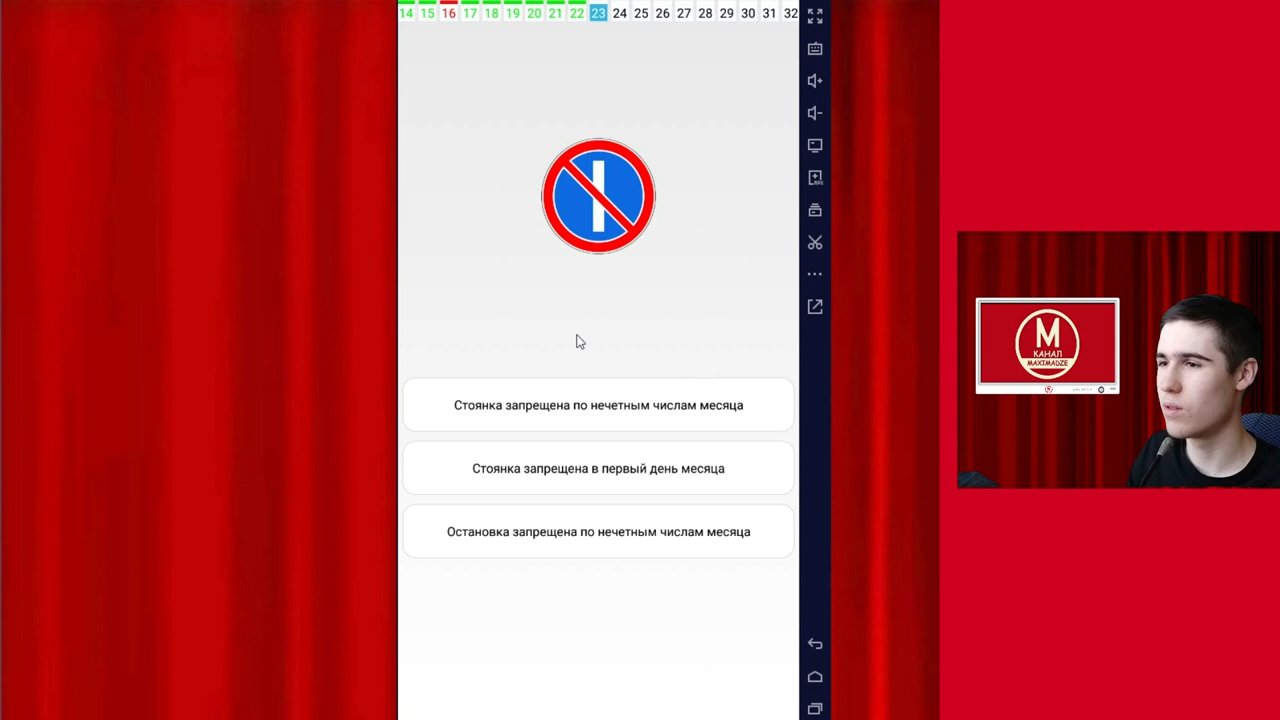 14 15 16 17 18 19 20 21 22 23 24 25 26 27 28 29 30 31 32
Стоянка запрещена по нечетным числам месяца
Стоянка запрещена в первый день месяца
Остановка запрещена по нечетным числам месяца
М
КАНАЛ
MAXIMADZE